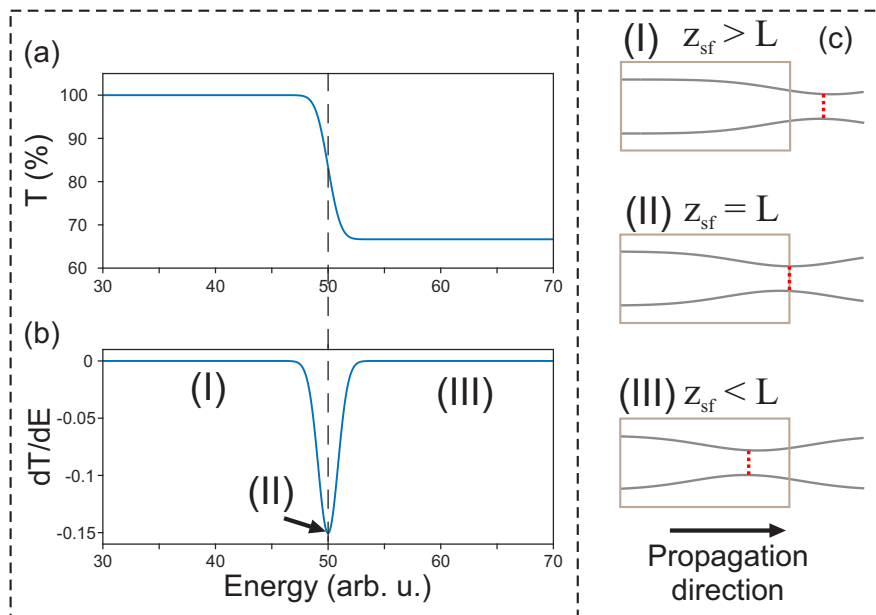 (a)
T (%)
100
90
80
70
60
30
40
50
60
70
(b)
dT/dE
0
-0.05
-0.1
-0.15
(I)
(II)
(III)
30
40
50
60
70
Energy (arb. u.)
(c)
(I) z_sf > L
(II) z_sf = L
(III) z_sf < L
Propagation
direction